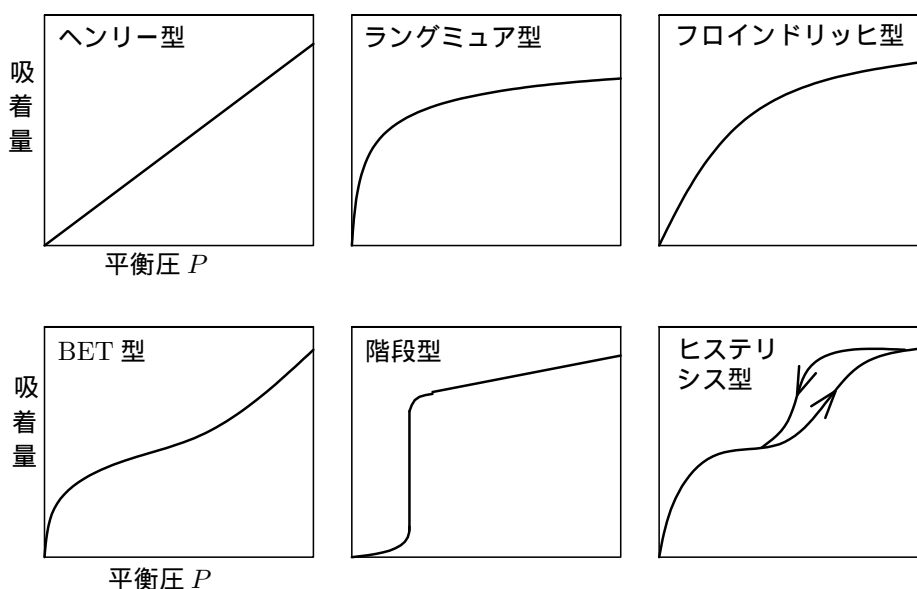 ヘンリー型
ラングミュア型
フロインドリッヒ型
吸着量
平衡圧 P
BET 型
階段型
ヒステリ
シス型
吸着量
平衡圧 P